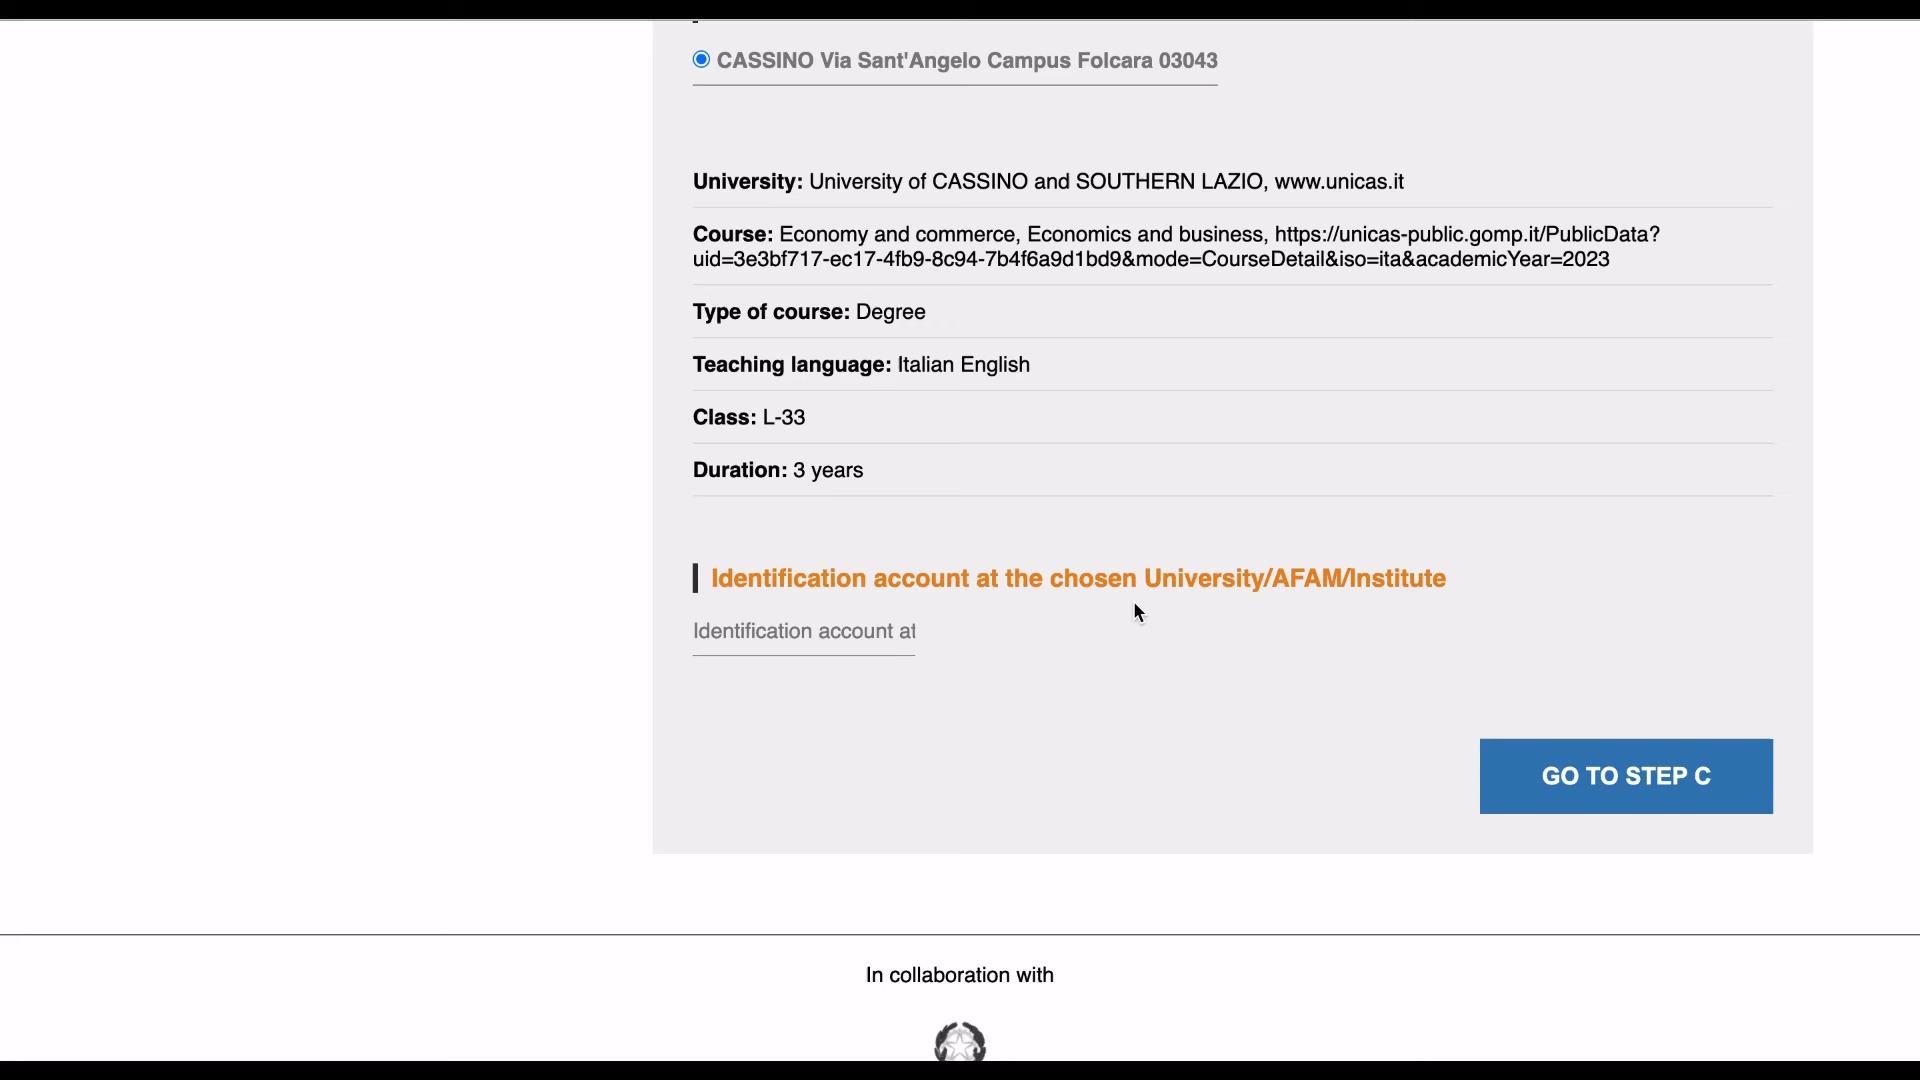 CASSINO Via Sant'Angelo Campus Folcara 03043
University: University of CASSINO and SOUTHERN LAZIO, www.unicas.it
Course: Economy and commerce, Economics and business, https://unicas-public.gomp.it/PublicData?
uid=3e3bf717-ec17-4fb9-8c94-7b4f6a9d1bd9&mode=CourseDetail&iso=ita&academicYear=2023
Type of course: Degree
Teaching language: Italian English
Class: L-33
Duration: 3 years
Identification account at the chosen University/AFAM/Institute
Identification account at
GO TO STEP C
In collaboration with